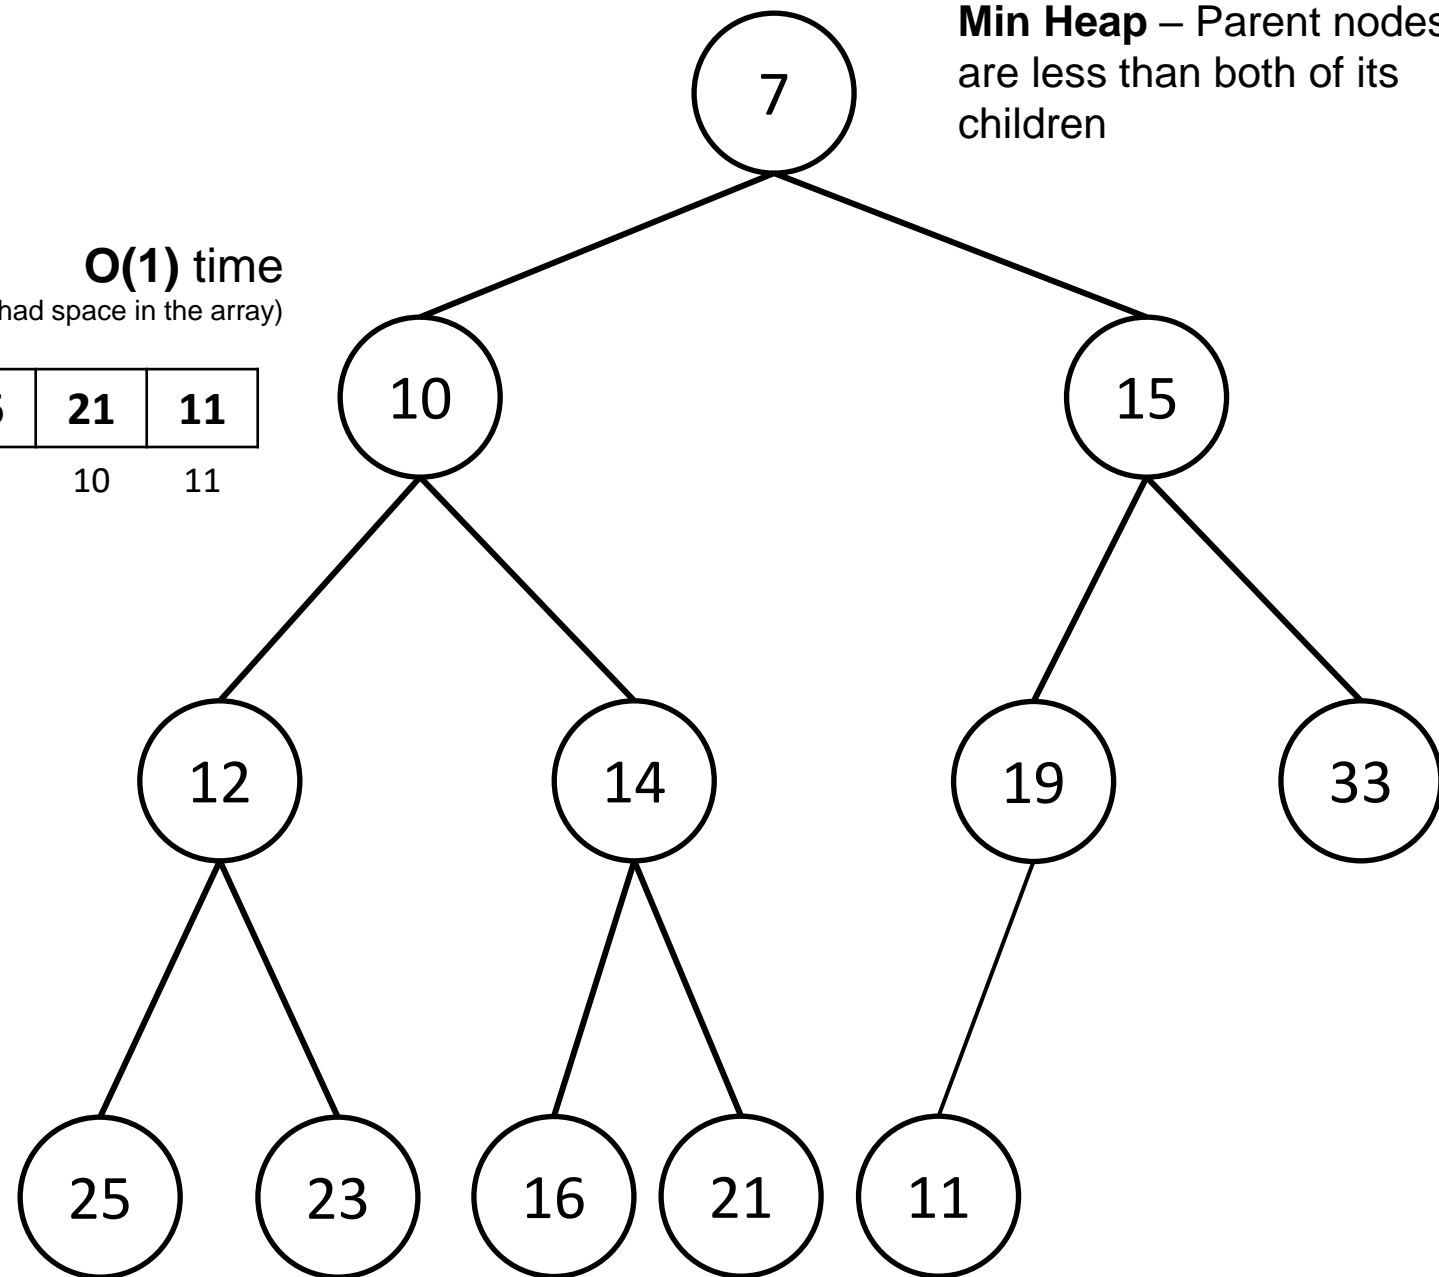 7
Min Heap – Parent nodes
are less than both of its
children
O(1) time
had space in the array)
21 11
10 11
10 15
12 14 19 33
25 23 16 21 11